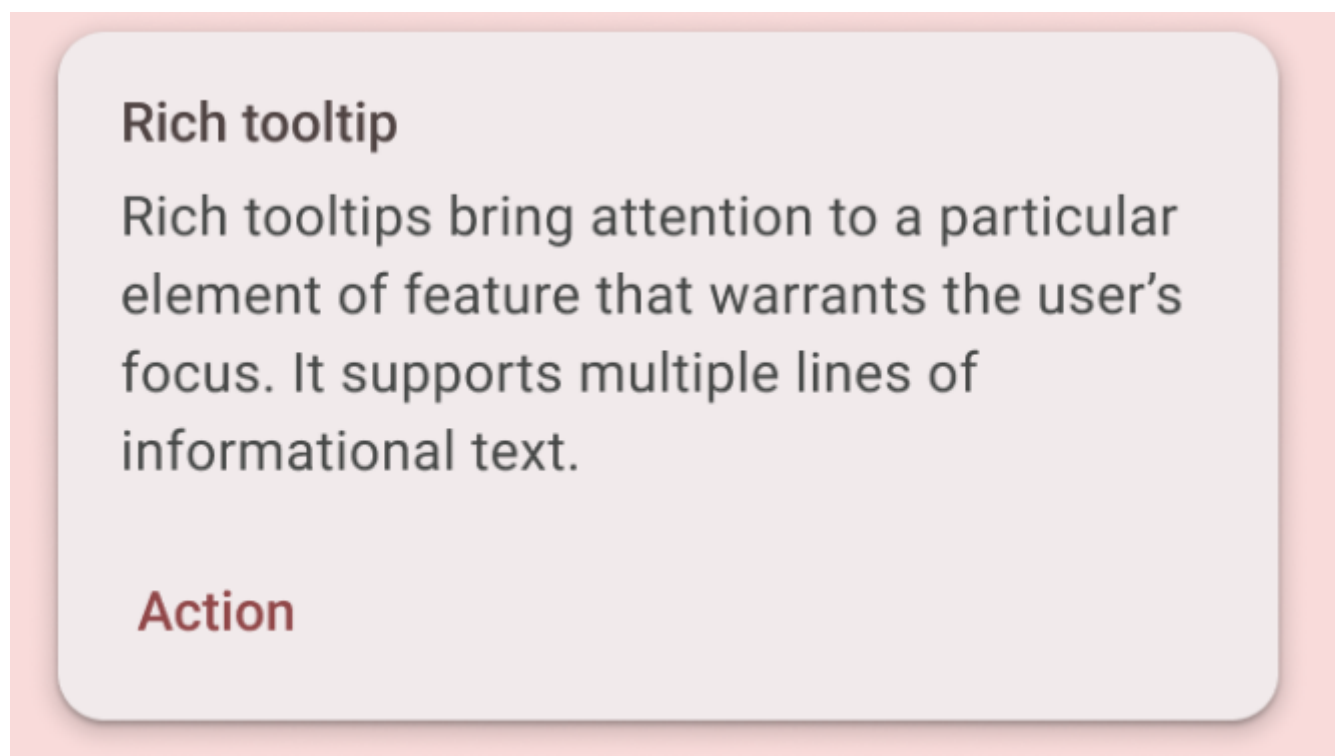 Rich tooltip
Rich tooltips bring attention to a particular
element of feature that warrants the user’s
focus. It supports multiple lines of
informational text.
Action